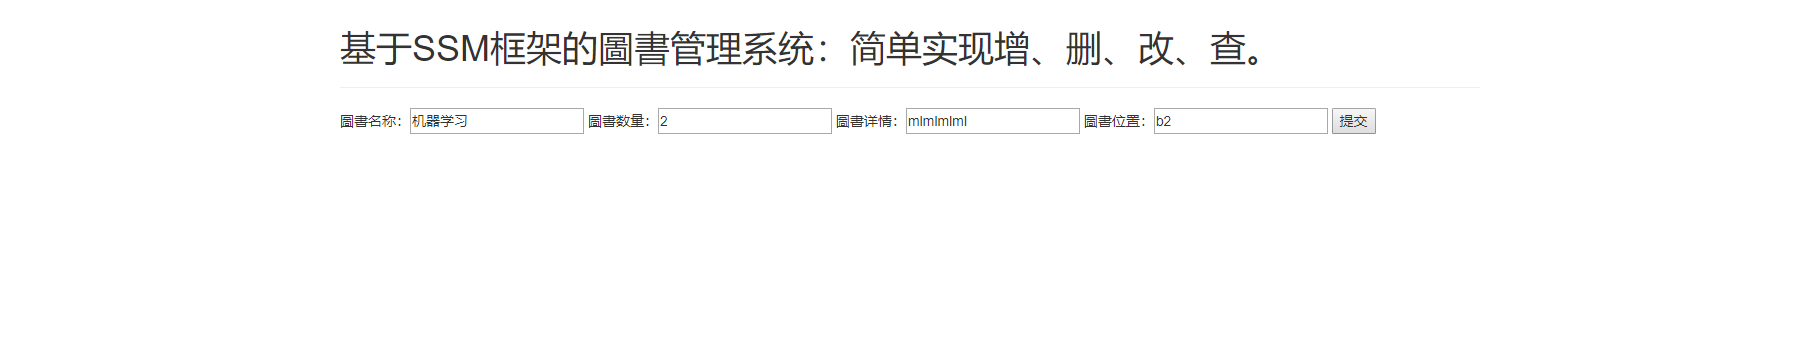 基于SSM框架的圖書管理系统：简单实现增、删、改、查。
圖書名称：机器学习 圖書数量：2 圖書详情：mlmlmlml 圖書位置：b2 提交